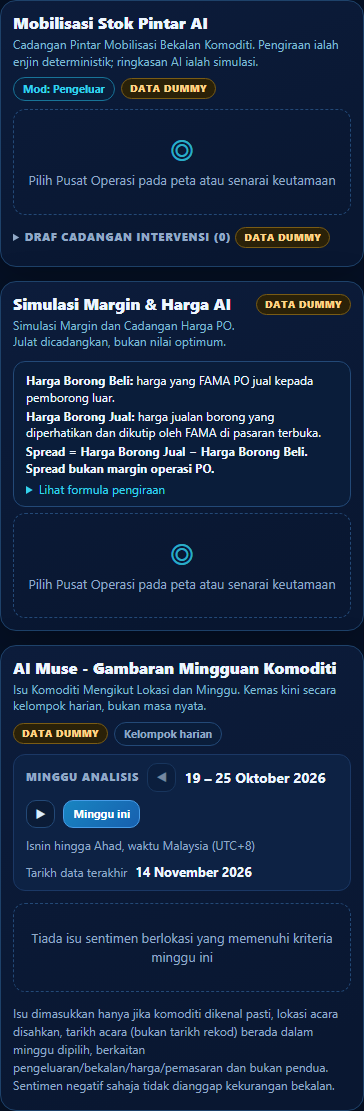 Mobilisasi Stok Pintar AI
Cadangan Pintar Mobilisasi Bekalan Komoditi. Pengiraan ialah
enjin deterministik; ringkasan AI ialah simulasi.
Mod: Pengeluar DATA DUMMY
Pilih Pusat Operasi pada peta atau senarai keutamaan
▶ DRAF CADANGAN INTERVENSI (0) DATA DUMMY
Simulasi Margin & Harga AI DATA DUMMY
Simulasi Margin dan Cadangan Harga PO.
Julat dicadangkan, bukan nilai optimum.
Harga Borong Beli: harga yang FAMA PO jual kepada
pemborong luar.
Harga Borong Jual: harga jualan borong yang
diperhatikan dan dikutip oleh FAMA di pasaran terbuka.
Spread = Harga Borong Jual − Harga Borong Beli.
Spread bukan margin operasi PO.
▶ Lihat formula pengiraan
Pilih Pusat Operasi pada peta atau senarai keutamaan
AI Muse - Gambaran Mingguan Komoditi
Isu Komoditi Mengikut Lokasi dan Minggu. Kemas kini secara
kelompok harian, bukan masa nyata.
DATA DUMMY Kelompok harian
MINGGU ANALISIS ◀ 19 – 25 Oktober 2026
▶ Minggu ini
Isnin hingga Ahad, waktu Malaysia (UTC+8)
Tarikh data terakhir 14 November 2026
Tiada isu sentimen berlokasi yang memenuhi kriteria
minggu ini
Isu dimasukkan hanya jika komoditi dikenal pasti, lokasi acara
disahkan, tarikh acara (bukan tarikh rekod) berada dalam
minggu dipilih, berkaitan
pengeluaran/bekalan/harga/pemasaran dan bukan pendua.
Sentimen negatif sahaja tidak dianggap kekurangan bekalan.